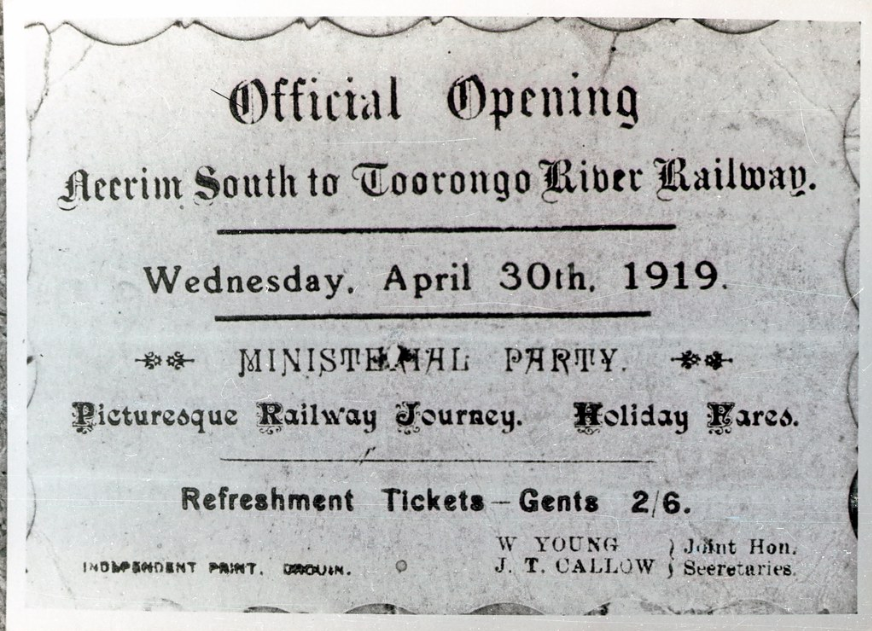 Official Opening
Neerim South to Toorongo River Railway.
Wednesday, April 30th, 1919.
MINISTERIAL PARTY.
Picturesque Railway Journey. Holiday Fares.
Refreshment Tickets – Gents 2/6.
W YOUNG } Joint Hon.
J. T. CALLOW } Secretaries.
INDEPENDENT PRINT, DROUIN.